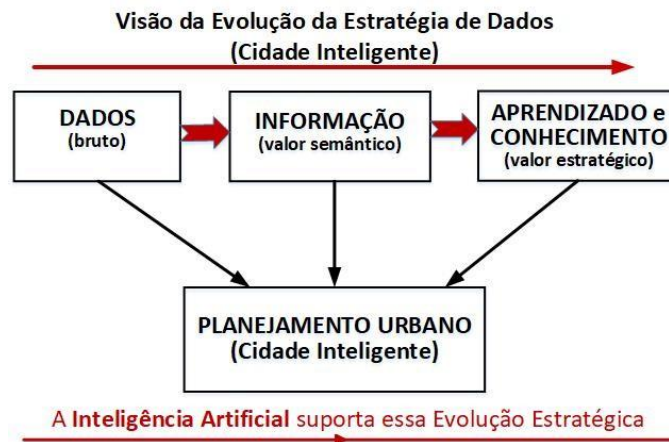 Visão da Evolução da Estratégia de Dados
(Cidade Inteligente)
DADOS
(bruto)
INFORMAÇÃO
(valor semântico)
APRENDIZADO e
CONHECIMENTO
(valor estratégico)
PLANEJAMENTO URBANO
(Cidade Inteligente)
A Inteligência Artificial suporta essa Evolução Estratégica